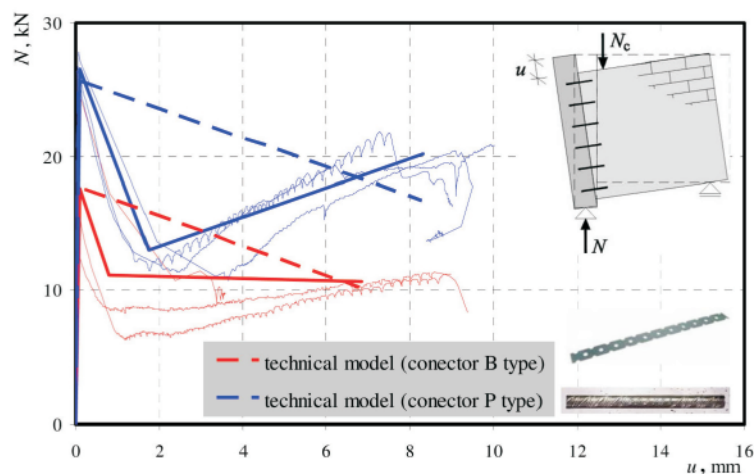 N, kN
30
20
10
0
0
2
4
6
8
10
12
14
16
u, mm
N_c
u
N
technical model (conector B type)
technical model (conector P type)